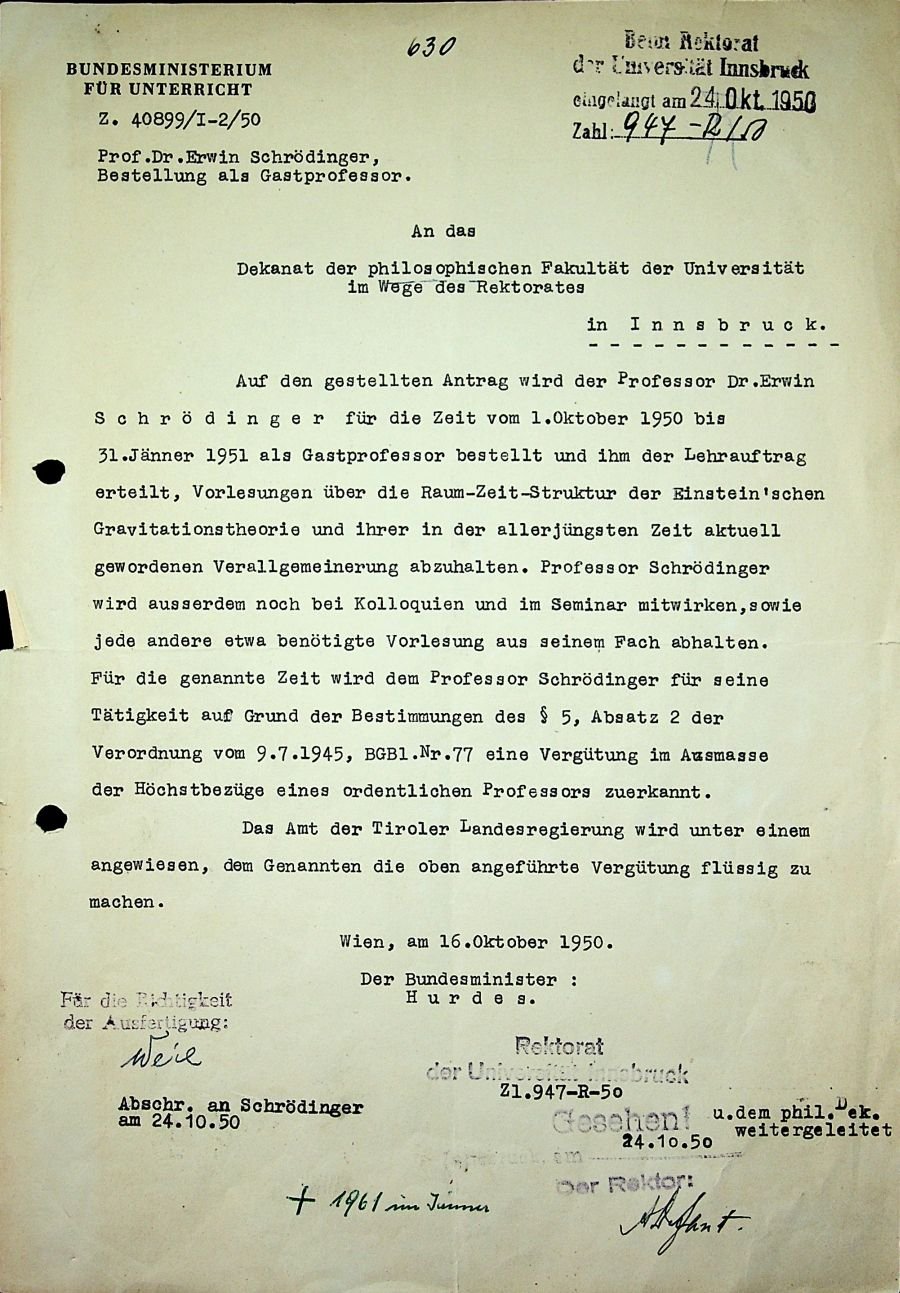 630
BUNDESMINISTERIUM
FÜR UNTERRICHT
Z. 40899/I-2/50
Beim Rektorat
der Universität Innsbruck
eingelangt am 24. Okt. 1950
Zahl: 947-R/50
Prof.Dr.Erwin Schrödinger,
Bestellung als Gastprofessor.
An das
Dekanat der philosophischen Fakultät der Universität
im Wege des Rektorates
in I n n s b r u c k.
Auf den gestellten Antrag wird der Professor Dr.Erwin
S c h r ö d i n g e r für die Zeit vom 1.Oktober 1950 bis
31.Jänner 1951 als Gastprofessor bestellt und ihm der Lehrauftrag
erteilt, Vorlesungen über die Raum-Zeit-Struktur der Einstein'schen
Gravitationstheorie und ihrer in der allerjüngsten Zeit aktuell
gewordenen Verallgemeinerung abzuhalten. Professor Schrödinger
wird ausserdem noch bei Kolloquien und im Seminar mitwirken,sowie
jede andere etwa benötigte Vorlesung aus seinem Fach abhalten.
Für die genannte Zeit wird dem Professor Schrödinger für seine
Tätigkeit auf Grund der Bestimmungen des § 5, Absatz 2 der
Verordnung vom 9.7.1945, BGBl.Nr.77 eine Vergütung im Ausmasse
der Höchstbezüge eines ordentlichen Professors zuerkannt.
Das Amt der Tiroler Landesregierung wird unter einem
angewiesen, dem Genannten die oben angeführte Vergütung flüssig zu
machen.
Wien, am 16.Oktober 1950.
Der Bundesminister :
H u r d e s.
Für die Richtigkeit
der Ausfertigung:
Weil
Abschr. an Schrödinger
am 24.10.50
Rektorat
der Universität Innsbruck
Zl.947-R-50
Gesehen! u.dem phil.Dek.
weitergeleitet
24.10.50
am
Der Rektor:
+ 1961 im Jänner